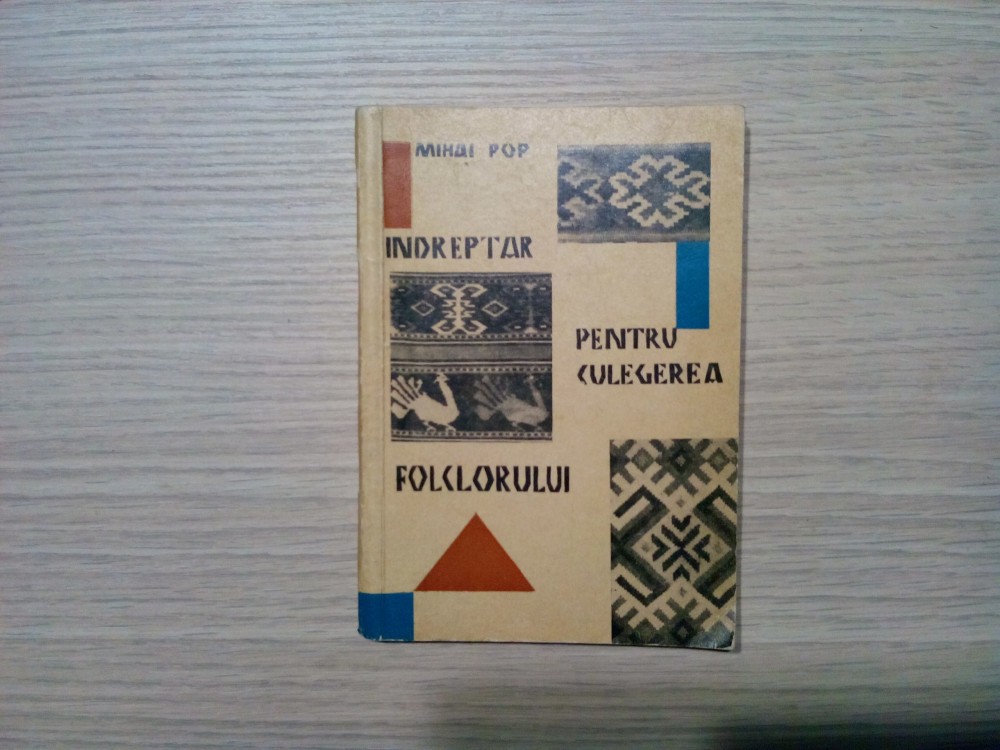 MIHAI POP
INDREPTAR
PENTRU
CULEGEREA
FOLCLORULUI